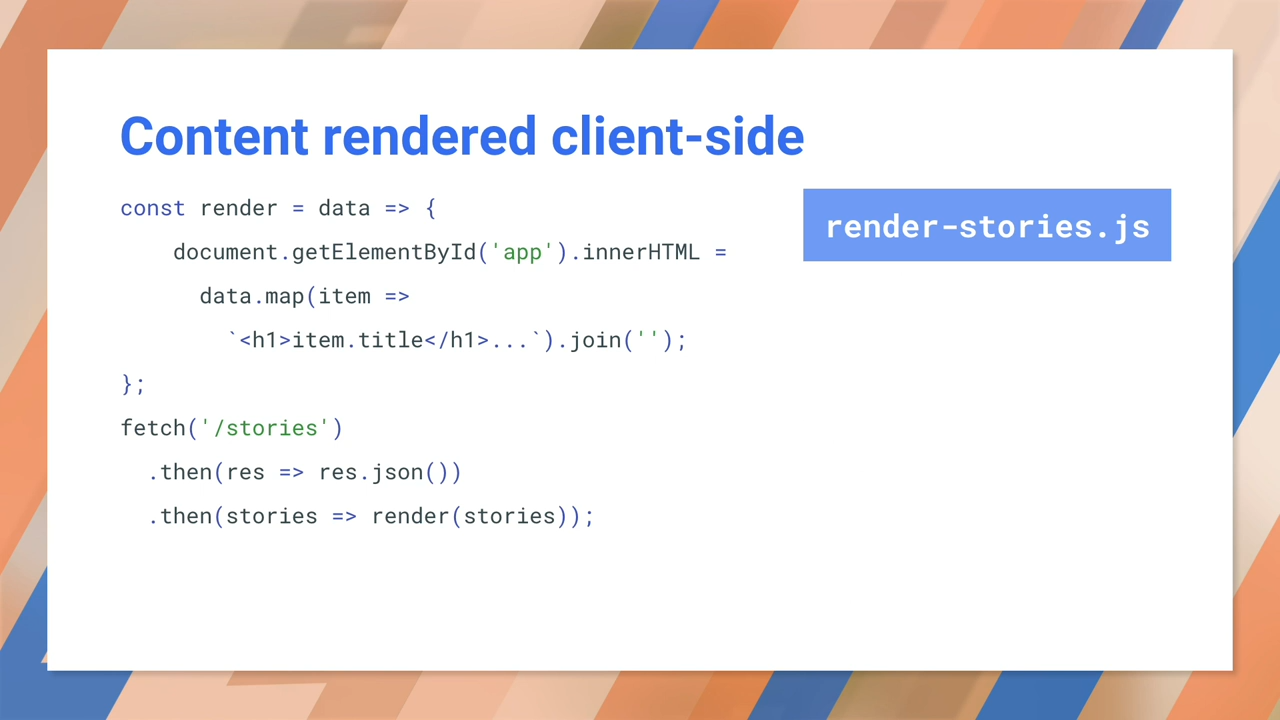 Content rendered client-side
render-stories.js
const render = data => {
    document.getElementById('app').innerHTML =
      data.map(item =>
        `<h1>item.title</h1>...`).join('');
};
fetch('/stories')
  .then(res => res.json())
  .then(stories => render(stories));